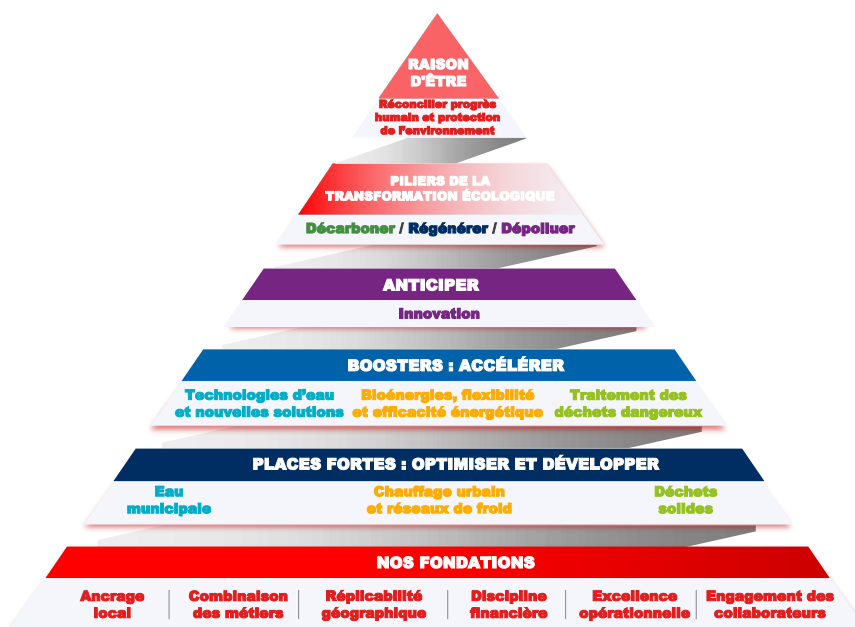 RAISON
D'ÊTRE
Réconcilier progrès
humain et protection
de l'environnement
PILIERS DE LA
TRANSFORMATION ÉCOLOGIQUE
Décarboner / Régénérer / Dépolluer
ANTICIPER
Innovation
BOOSTERS : ACCÉLÉRER
Technologies d'eau
et nouvelles solutions
Bioénergies, flexibilité
et efficacité énergétique
Traitement des
déchets dangereux
PLACES FORTES : OPTIMISER ET DÉVELOPPER
Eau
municipale
Chauffage urbain
et réseaux de froid
Déchets
solides
NOS FONDATIONS
Ancrage
local
Combinaison
des métiers
Réplicabilité
géographique
Discipline
financière
Excellence
opérationnelle
Engagement des
collaborateurs